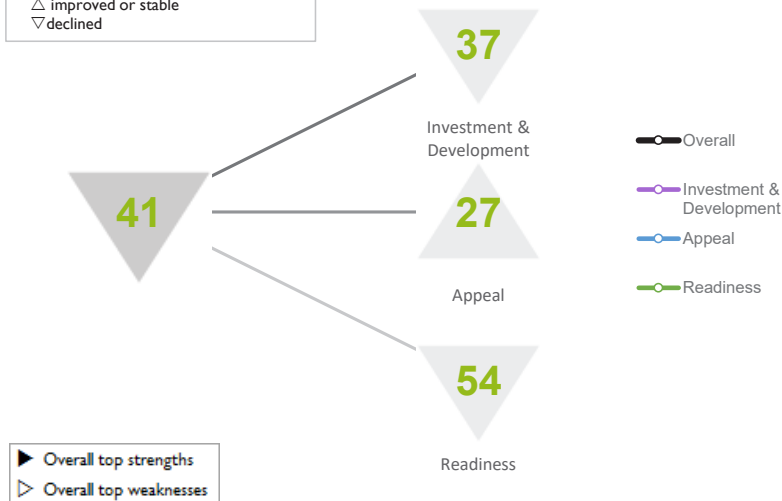 △ improved or stable
▽ declined
37
Investment &
Development
41
27
Appeal
54
Readiness
Overall
Investment &
Development
Appeal
Readiness
▶ Overall top strengths
▷ Overall top weaknesses